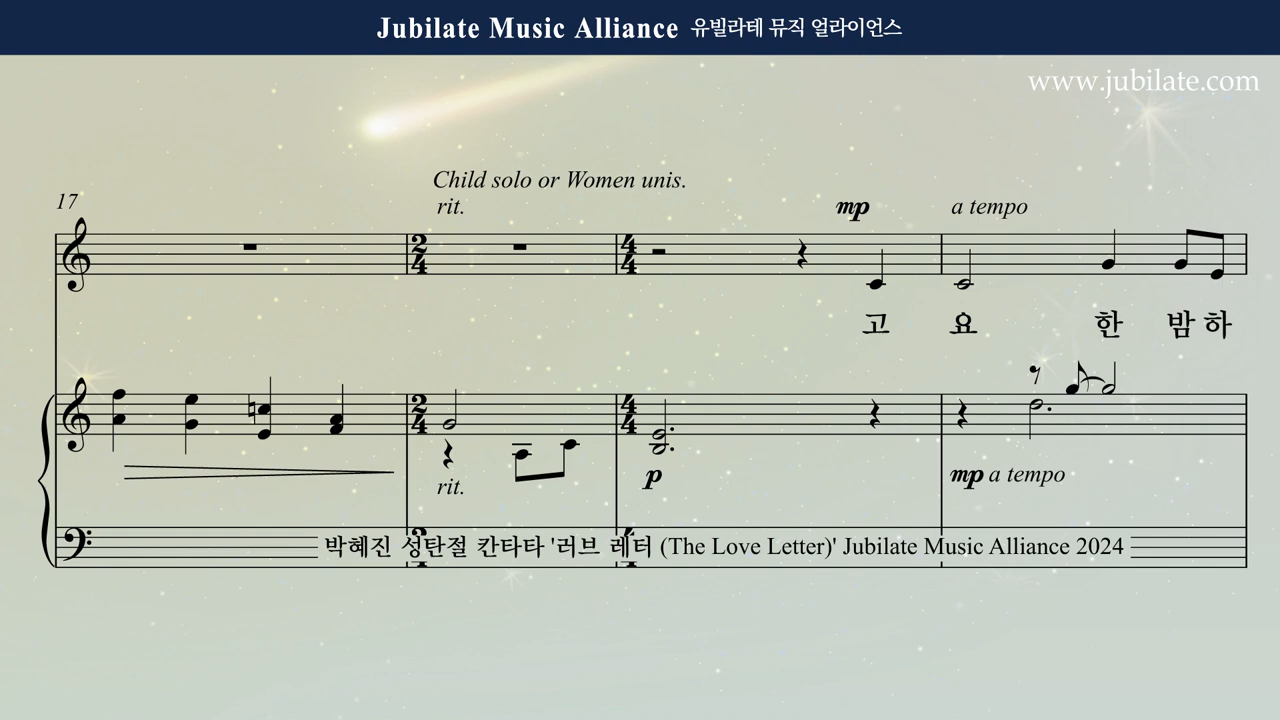 Jubilate Music Alliance 유빌라테 뮤직 얼라이언스
www.jubilate.com
Child solo or Women unis.
17 rit. mp a tempo
2 4 4 4
고 요 한 밤 하
2 4 4 4
rit. p mp a tempo
박혜진 성탄절 칸타타 '러브 레터 (The Love Letter)' Jubilate Music Alliance 2024